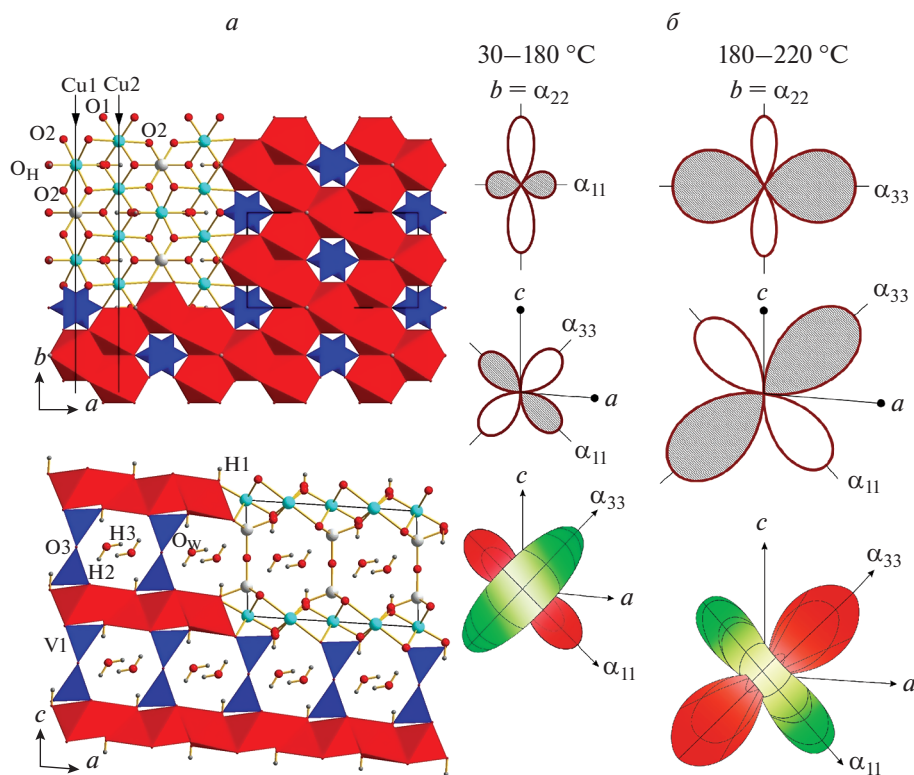 а
б
30–180 °C
180–220 °C
Cu1
Cu2
O1
O2
O2
O_H
O2
b
a
b = α22
α11
c
α33
a
α11
b = α22
α33
c
α33
a
α11
H1
O3
H3
O_W
H2
V1
c
a
c
α33
a
α11
c
α33
a
α11